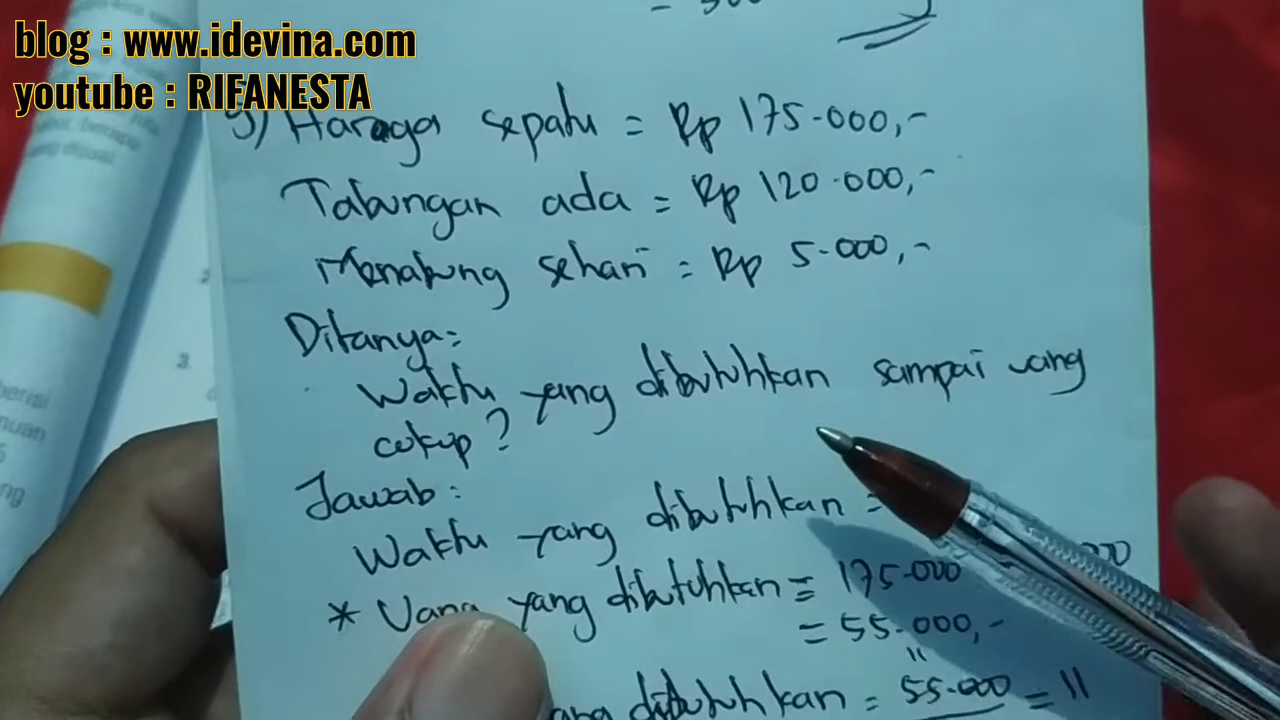 blog : www.idevina.com
youtube : RIFANESTA
Haraga sepatu = Rp 175.000,-
Tabungan ada = Rp 120.000,-
Menabung sehari = Rp 5.000,-
Ditanya:
Waktu yang dibutuhkan sampai uang
cukup?
Jawab:
Waktu yang dibutuhkan =
* Uang yang dibutuhkan = 175.000
= 55.000,-
11
dibutuhkan = 55.000 = 11